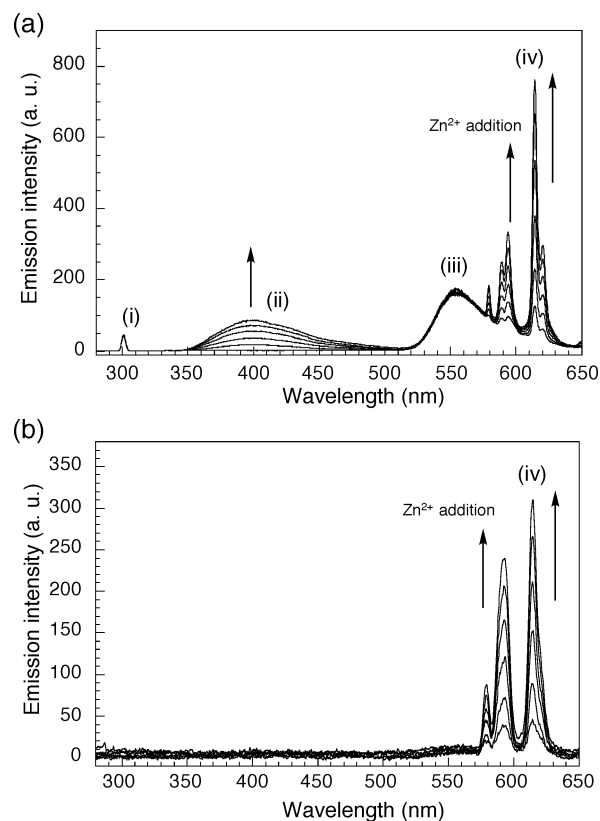 (a)
800
600
400
200
0
Emission intensity (a. u.)
(i)
(ii)
(iii)
Zn²⁺ addition
(iv)
300 350 400 450 500 550 600 650
Wavelength (nm)
(b)
350
300
250
200
150
100
50
0
Emission intensity (a. u.)
Zn²⁺ addition
(iv)
300 350 400 450 500 550 600 650
Wavelength (nm)